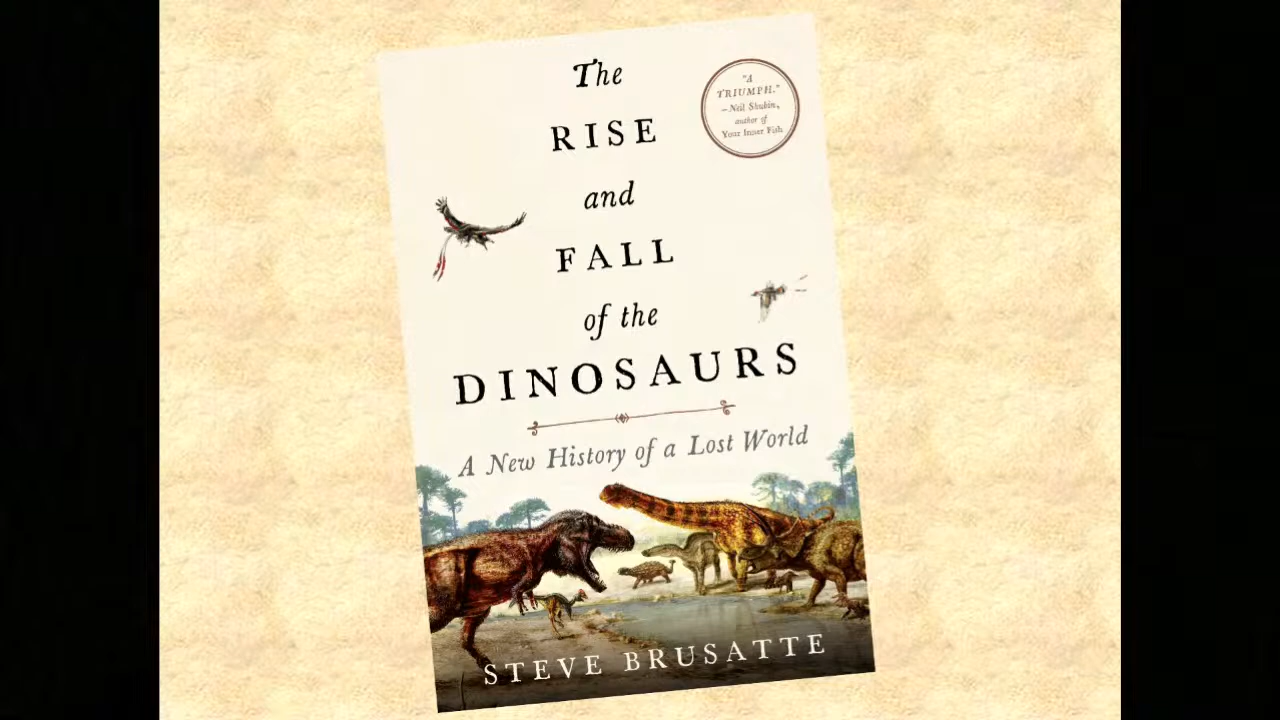 The
RISE
and
FALL
of the
DINOSAURS
A New History of a Lost World
STEVE BRUSATTE
"A
TRIUMPH."
—Neil Shubin,
author of
Your Inner Fish